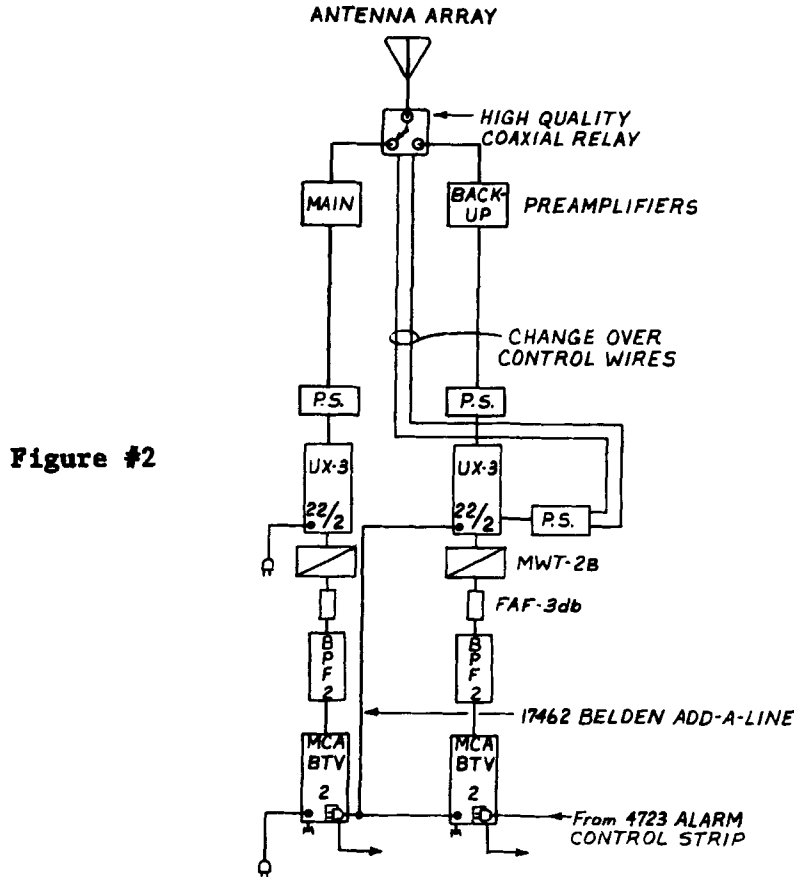 ANTENNA ARRAY
HIGH QUALITY
COAXIAL RELAY
MAIN
BACK-
UP
PREAMPLIFIERS
CHANGE OVER
CONTROL WIRES
P.S.
P.S.
Figure #2
UX-3
22/2
UX-3
22/2
P.S.
MWT-2B
FAF-3db
B
P
F
2
B
P
F
2
17462 BELDEN ADD-A-LINE
MCA
BTV
2
MCA
BTV
2
From 4723 ALARM
CONTROL STRIP